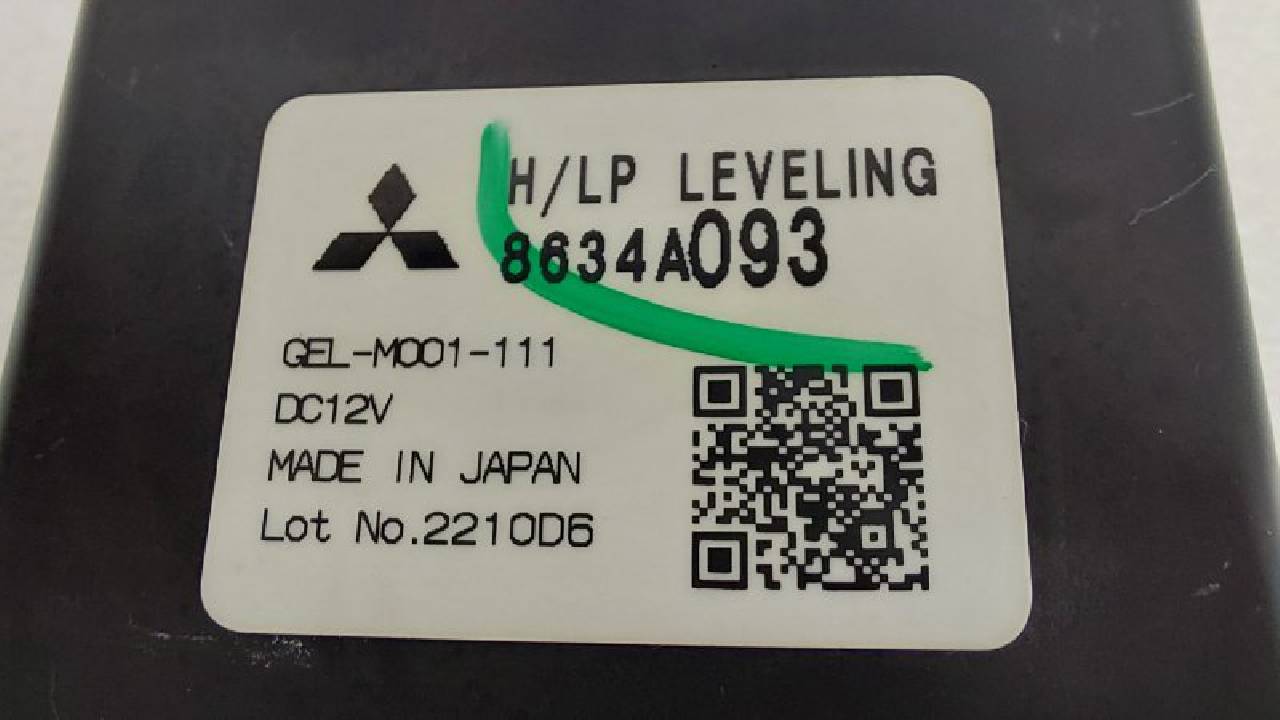 H/LP LEVELING
8634A093
GEL-M001-111
DC12V
MADE IN JAPAN
Lot No.2210D6